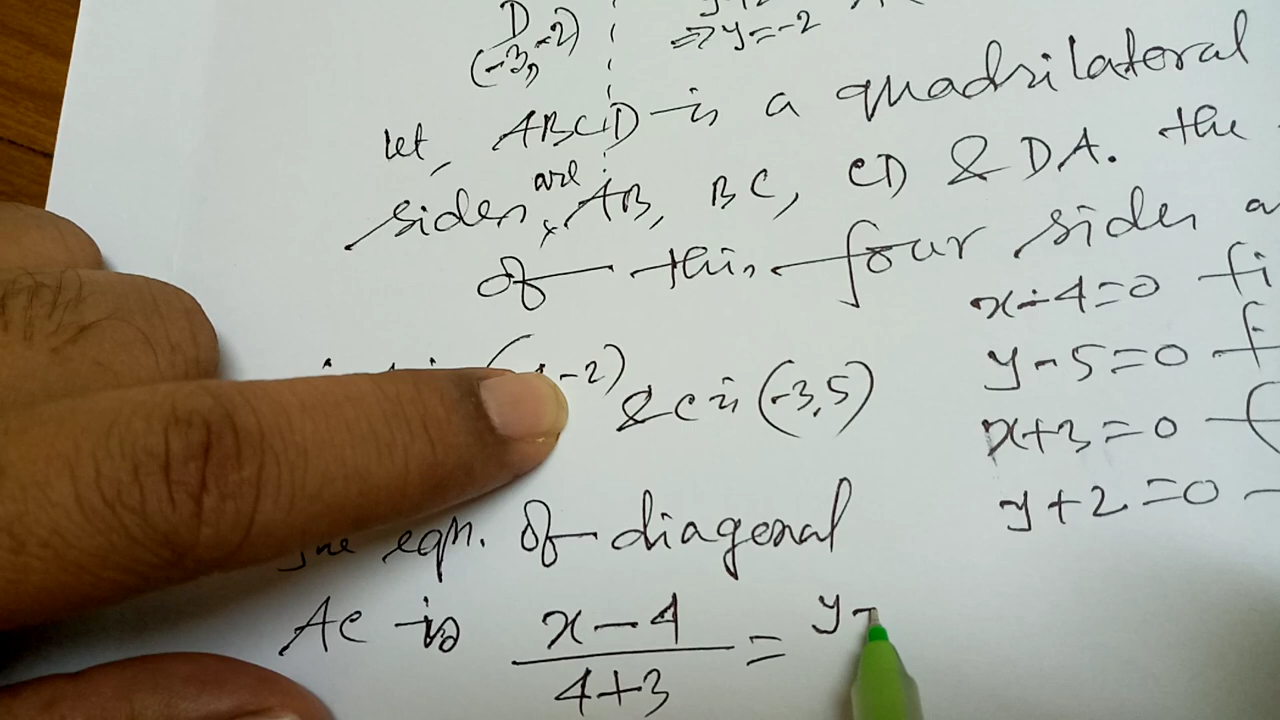 D
(-3, -2)
⇒ y = -2
let, ABCD is a quadrilateral
sides are AB, BC, CD & DA. the
of this four sides
x - 4 = 0
y - 5 = 0
x + 3 = 0
y + 2 = 0
-2) & C is (-3, 5)
eqn. of diagonal
AC is x - 4 / 4 + 3 = y